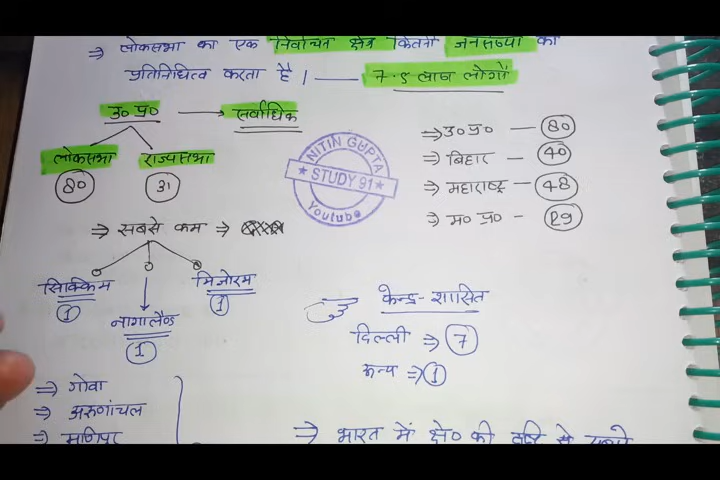 ⇒ लोकसभा का एक निर्वाचन क्षेत्र कितनी जनसंख्या का
प्रतिनिधित्व करता है । —— 7.5 लाख लोगों
उ० प्र० → सर्वाधिक
लोकसभा राज्यसभा
80 31
⇒ उ० प्र० — 80
⇒ बिहार — 40
⇒ महाराष्ट्र — 48
⇒ म० प्र० - 29
NITIN GUPTA
STUDY 91
Youtube
⇒ सबसे कम ⇒
सिक्किम मिजोरम
1 1
नागालैण्ड
1
केन्द्र-शासित
दिल्ली ⇒ 7
अन्य ⇒ 1
⇒ गोवा
⇒ अरुणांचल
⇒ मणिपुर
⇒ भारत में क्षे० की दृष्टि से